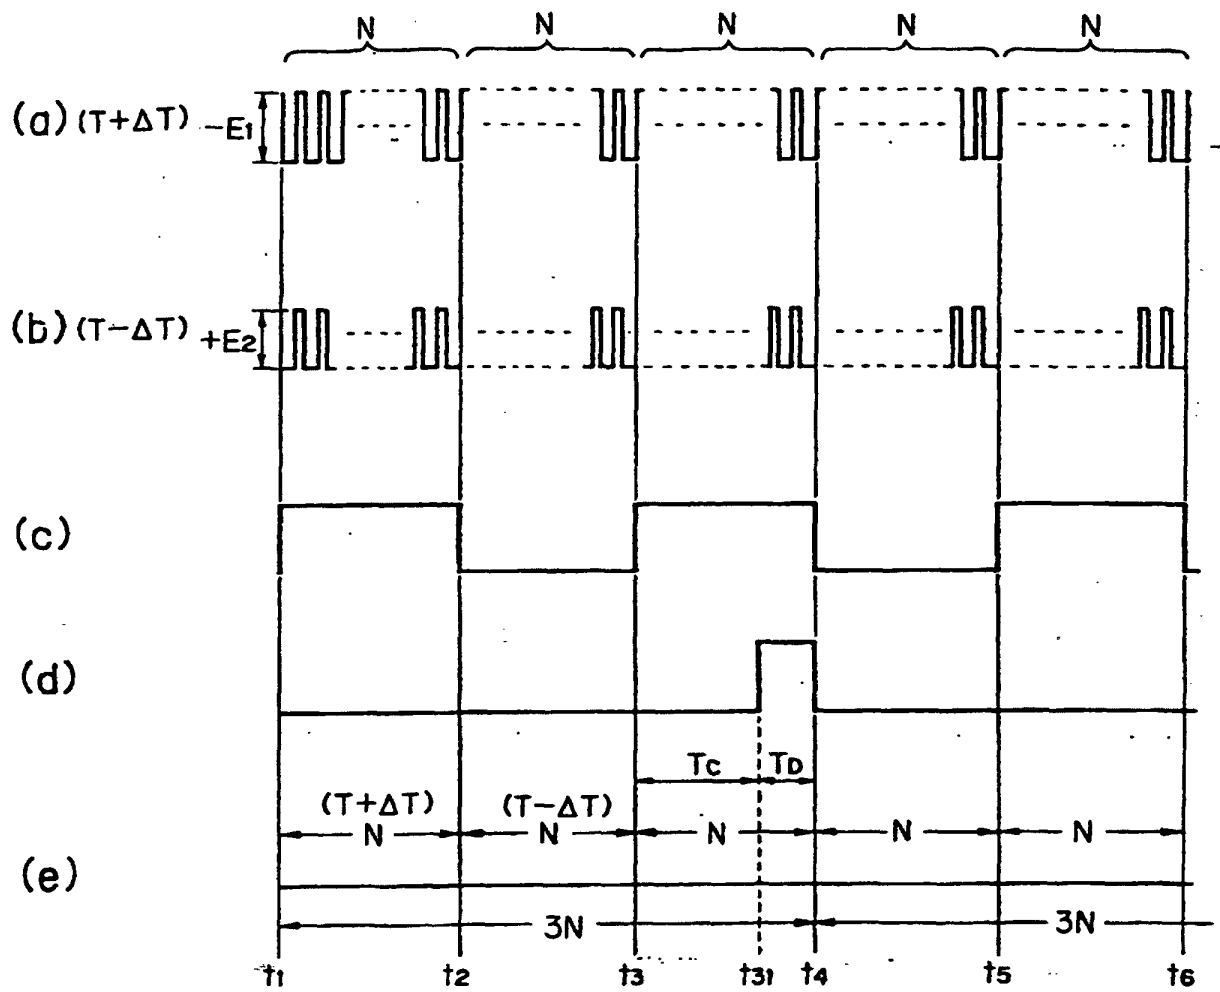 N N N N N
(a) (T+ΔT) -E1
(b) (T-ΔT) +E2
(c)
(d)
TC TD
(T+ΔT) (T-ΔT)
N N N N N
(e)
3N 3N
t1 t2 t3 t31 t4 t5 t6